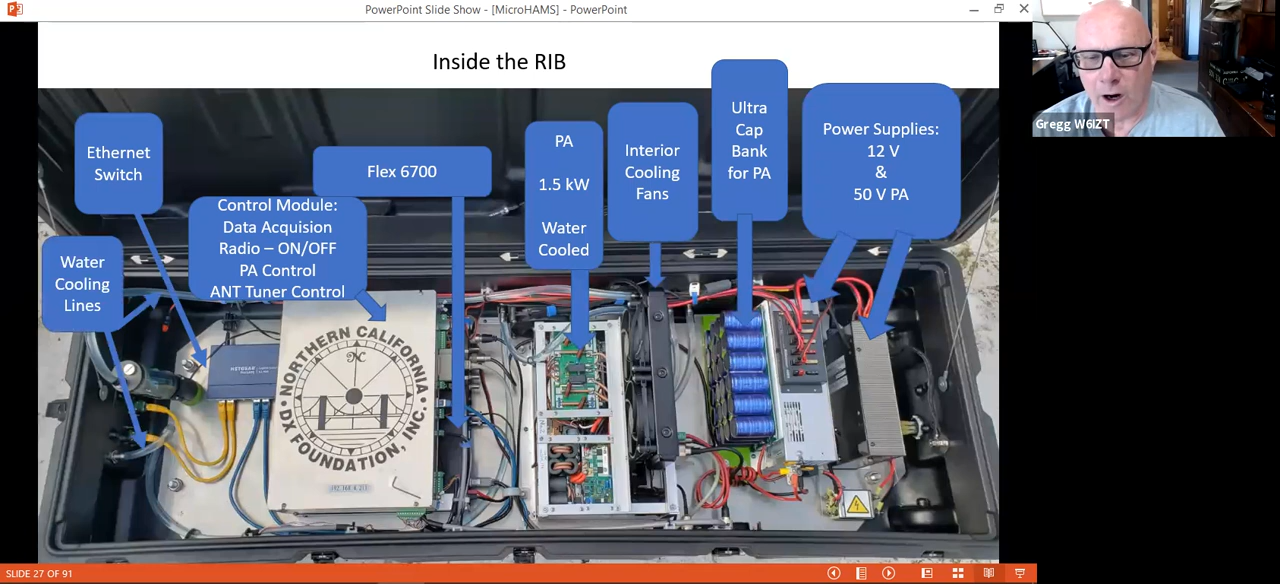 PowerPoint Slide Show - [MicroHAMS] - PowerPoint
Inside the RIB
Ethernet
Switch
Water
Cooling
Lines
Control Module:
Data Acquision
Radio – ON/OFF
PA Control
ANT Tuner Control
Flex 6700
PA
1.5 kW
Water
Cooled
Interior
Cooling
Fans
Ultra
Cap
Bank
for PA
Power Supplies:
12 V
&
50 V PA
Gregg W6IZT
NETGEAR
NORTHERN CALIFORNIA
DX FOUNDATION, INC.
SLIDE 27 OF 91